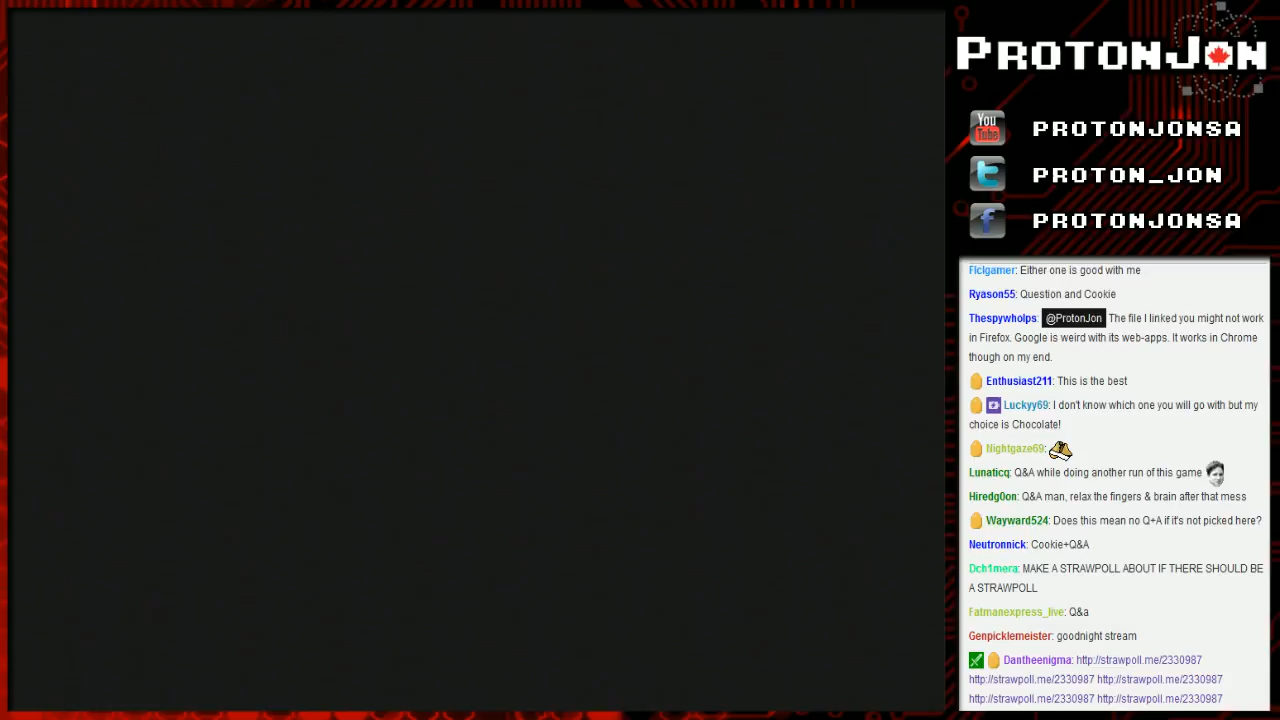 PROTONJON
You
Tube
PROTONJONSA
t
PROTON_JON
f
PROTONJONSA
Flclgamer: Either one is good with me
Ryason55: Question and Cookie
Thespywholps: @ProtonJon The file I linked you might not work
in Firefox. Google is weird with its web-apps. It works in Chrome
though on my end.
Enthusiast211: This is the best
Luckyy69: I don't know which one you will go with but my
choice is Chocolate!
Nightgaze69:
Lunaticq: Q&A while doing another run of this game
Hiredg0on: Q&A man, relax the fingers & brain after that mess
Wayward524: Does this mean no Q+A if it's not picked here?
Neutronnick: Cookie+Q&A
Dch1mera: MAKE A STRAWPOLL ABOUT IF THERE SHOULD BE
A STRAWPOLL
Fatmanexpress_live: Q&a
Genpicklemeister: goodnight stream
Dantheenigma: http://strawpoll.me/2330987
http://strawpoll.me/2330987 http://strawpoll.me/2330987
http://strawpoll.me/2330987 http://strawpoll.me/2330987